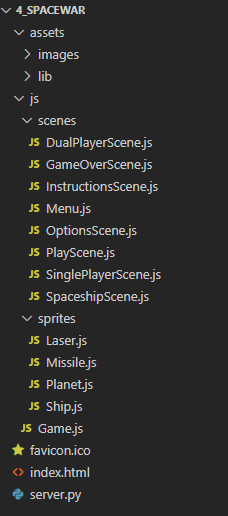 4_SPACEWAR
assets
images
lib
js
scenes
JS DualPlayerScene.js
JS GameOverScene.js
JS InstructionsScene.js
JS Menu.js
JS OptionsScene.js
JS PlayScene.js
JS SinglePlayerScene.js
JS SpaceshipScene.js
sprites
JS Laser.js
JS Missile.js
JS Planet.js
JS Ship.js
JS Game.js
favicon.ico
index.html
server.py